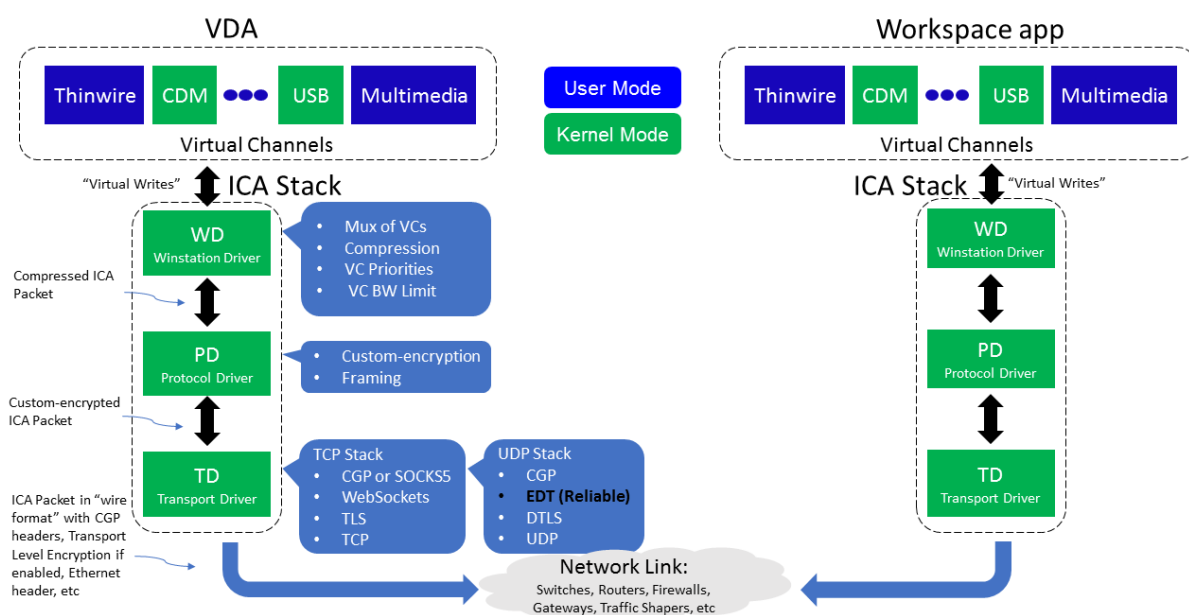 VDA
Thinwire
CDM
USB
Multimedia
Virtual Channels
User Mode
Kernel Mode
Workspace app
Thinwire
CDM
USB
Multimedia
Virtual Channels
“Virtual Writes”
ICA Stack
WD
Winstation Driver
• Mux of VCs
• Compression
• VC Priorities
• VC BW Limit
Compressed ICA
Packet
PD
Protocol Driver
• Custom-encryption
• Framing
Custom-encrypted
ICA Packet
TD
Transport Driver
TCP Stack
• CGP or SOCKS5
• WebSockets
• TLS
• TCP
UDP Stack
• CGP
• EDT (Reliable)
• DTLS
• UDP
ICA Packet in “wire
format” with CGP
headers, Transport
Level Encryption if
enabled, Ethernet
header, etc
Network Link:
Switches, Routers, Firewalls,
Gateways, Traffic Shapers, etc
ICA Stack
“Virtual Writes”
WD
Winstation Driver
PD
Protocol Driver
TD
Transport Driver